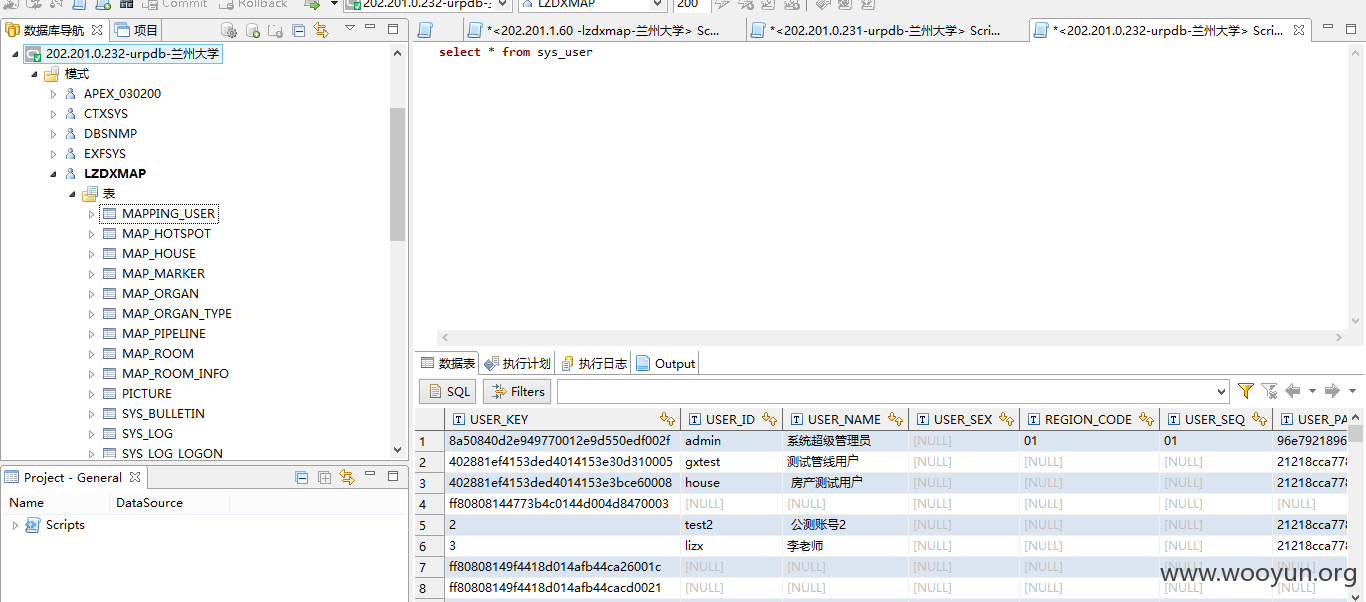 Commit Rollback 202.201.0.232-urpdb- LZDXMAP 200
数据库导航 项目
202.201.0.232-urpdb-兰州大学
模式
APEX_030200
CTXSYS
DBSNMP
EXFSYS
LZDXMAP
表
MAPPING_USER
MAP_HOTSPOT
MAP_HOUSE
MAP_MARKER
MAP_ORGAN
MAP_ORGAN_TYPE
MAP_PIPELINE
MAP_ROOM
MAP_ROOM_INFO
PICTURE
SYS_BULLETIN
SYS_LOG
SYS_LOG_LOGON
Project - General
Name DataSource
Scripts
*<202.201.1.60 -lzdxmap-兰州大学> Sc... *<202.201.0.231-urpdb-兰州大学> Scri... *<202.201.0.232-urpdb-兰州大学> Scri...
select * from sys_user
数据表 执行计划 执行日志 Output
SQL Filters
USER_KEY USER_ID USER_NAME USER_SEX REGION_CODE USER_SEQ USER_PA
1 8a50840d2e949770012e9d550edf002f admin 系统超级管理员 [NULL] 01 01 96e7921896
2 402881ef4153ded4014153e30d310005 gxtest 测试管线用户 [NULL] [NULL] [NULL] 21218cca778
3 402881ef4153ded4014153e3bce60008 house 房产测试用户 [NULL] [NULL] [NULL] 21218cca778
4 ff80808144773b4c0144d004d8470003 [NULL] [NULL] [NULL] [NULL] [NULL] [NULL]
5 2 test2 公测账号2 [NULL] [NULL] [NULL] 21218cca778
6 3 lizx 李老师 [NULL] [NULL] [NULL] 21218cca778
7 ff80808149f4418d014afb44ca26001c [NULL] [NULL] [NULL] [NULL] [NULL]
8 ff80808149f4418d014afb44cacd0021 [NULL] [NULL] [NULL] [NULL] [NULL] [NULL]
www.wooyun.org